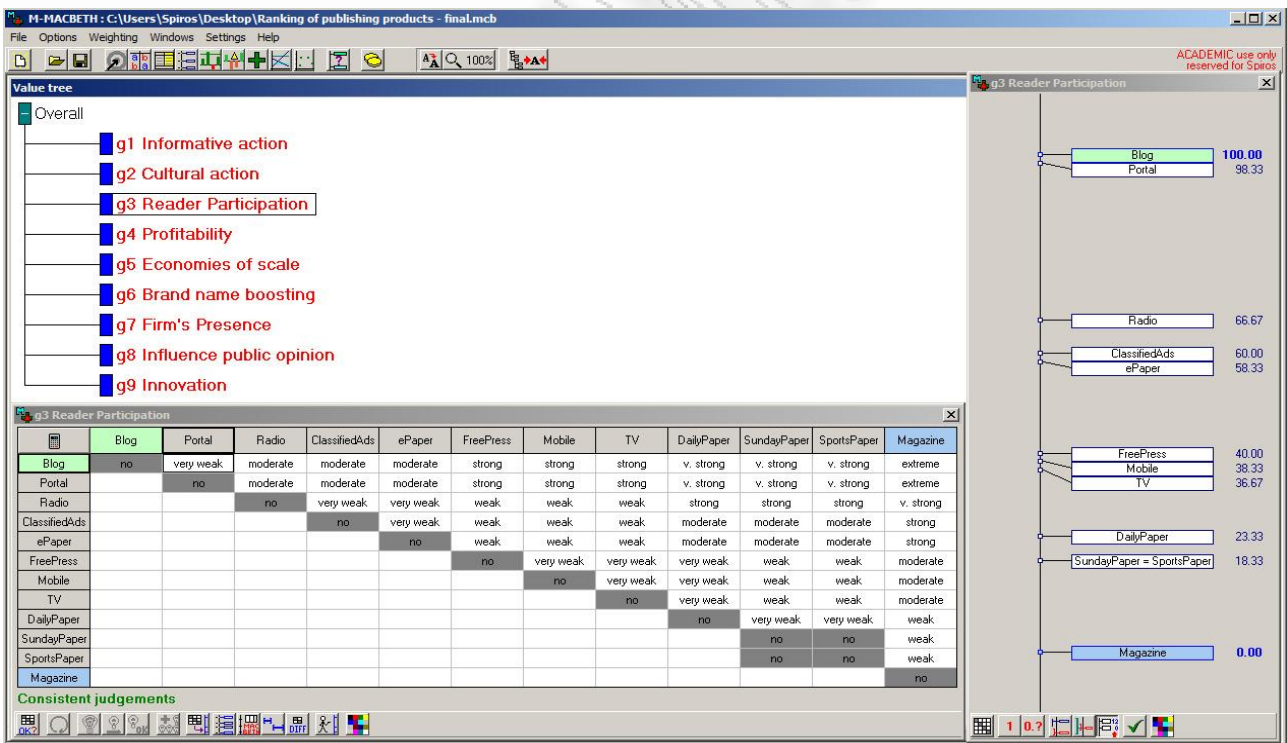 M-MACBETH : C:\Users\Spiros\Desktop\Ranking of publishing products - final.mcb
File Options Weighting Windows Settings Help
100%
ACADEMIC use only
reserved for Spiros
Value tree
Overall
g1 Informative action
g2 Cultural action
g3 Reader Participation
g4 Profitability
g5 Economies of scale
g6 Brand name boosting
g7 Firm's Presence
g8 Influence public opinion
g9 Innovation
g3 Reader Participation
Blog Portal Radio ClassifiedAds ePaper FreePress Mobile TV DailyPaper SundayPaper SportsPaper Magazine
Blog no very weak moderate moderate moderate strong strong strong v. strong v. strong v. strong extreme
Portal no moderate moderate moderate strong strong strong v. strong v. strong v. strong extreme
Radio no very weak very weak weak weak weak strong strong strong v. strong
ClassifiedAds no very weak weak weak weak moderate moderate moderate strong
ePaper no weak weak weak moderate moderate moderate strong
FreePress no very weak very weak very weak weak weak moderate
Mobile no very weak very weak weak weak moderate
TV no very weak weak weak moderate
DailyPaper no very weak very weak weak
SundayPaper no no weak
SportsPaper no no weak
Magazine no
Consistent judgements
OK? OK DIFF
g3 Reader Participation
Blog 100.00
Portal 98.33
Radio 66.67
ClassifiedAds 60.00
ePaper 58.33
FreePress 40.00
Mobile 38.33
TV 36.67
DailyPaper 23.33
SundayPaper = SportsPaper 18.33
Magazine 0.00
1 0.?